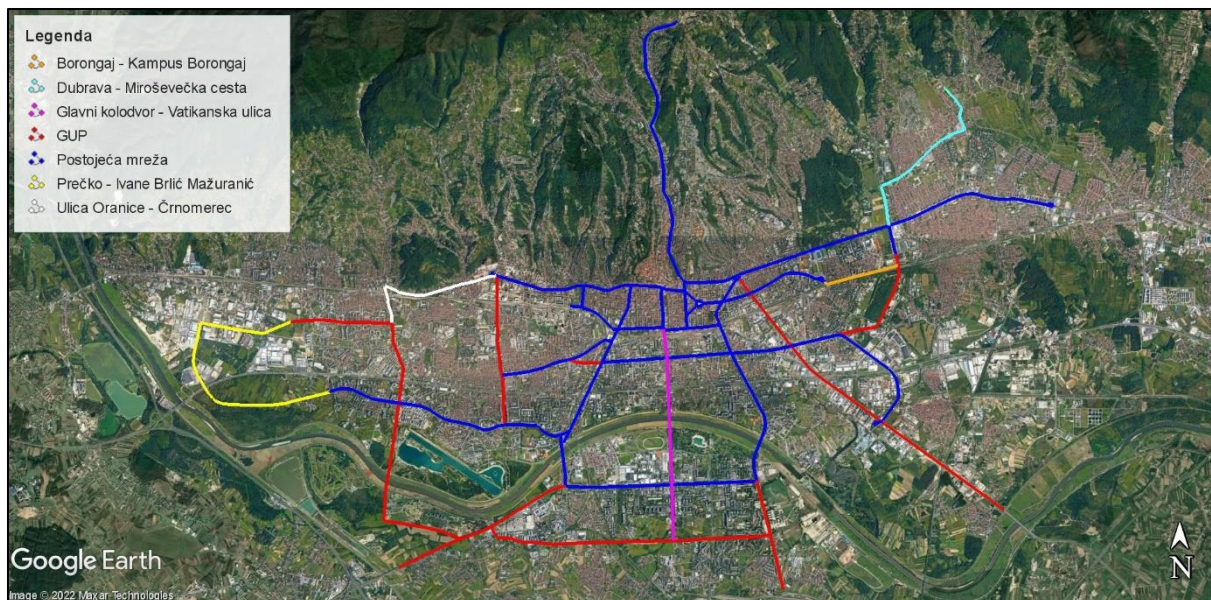 Legenda
Borongaj - Kampus Borongaj
Dubrava - Miroševečka cesta
Glavni kolodvor - Vatikanska ulica
GUP
Postojeća mreža
Prečko - Ivane Brlić Mažuranić
Ulica Oranice - Črnomerec
Google Earth
Image © 2022 Maxar Technologies
N